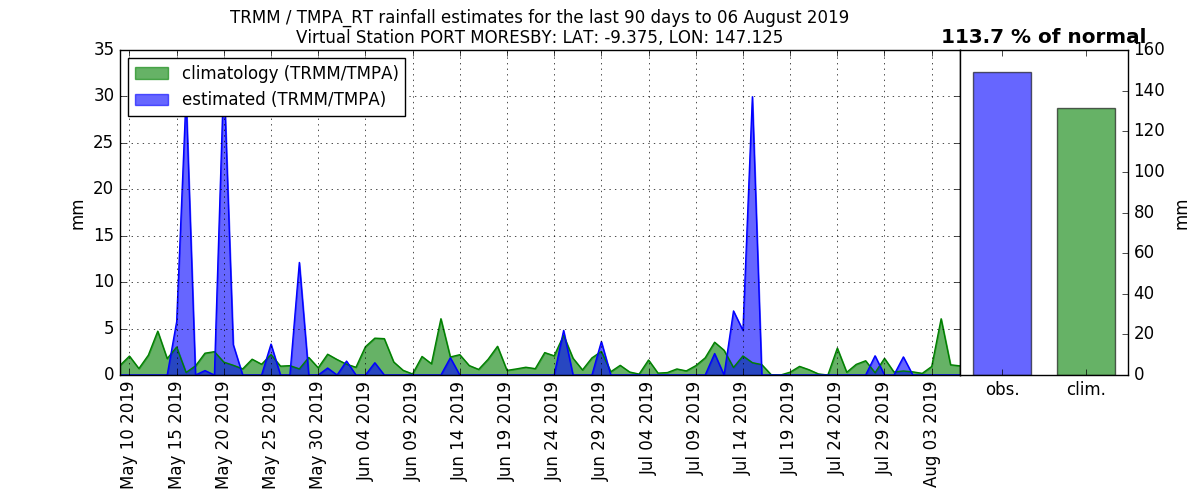 TRMM / TMPA_RT rainfall estimates for the last 90 days to 06 August 2019
Virtual Station PORT MORESBY: LAT: -9.375, LON: 147.125
113.7 % of normal
climatology (TRMM/TMPA)
estimated (TRMM/TMPA)
mm
35
30
25
20
15
10
5
0
May 10 2019
May 15 2019
May 20 2019
May 25 2019
May 30 2019
Jun 04 2019
Jun 09 2019
Jun 14 2019
Jun 19 2019
Jun 24 2019
Jun 29 2019
Jul 04 2019
Jul 09 2019
Jul 14 2019
Jul 19 2019
Jul 24 2019
Jul 29 2019
Aug 03 2019
obs.
clim.
160
140
120
100
80
60
40
20
0
mm